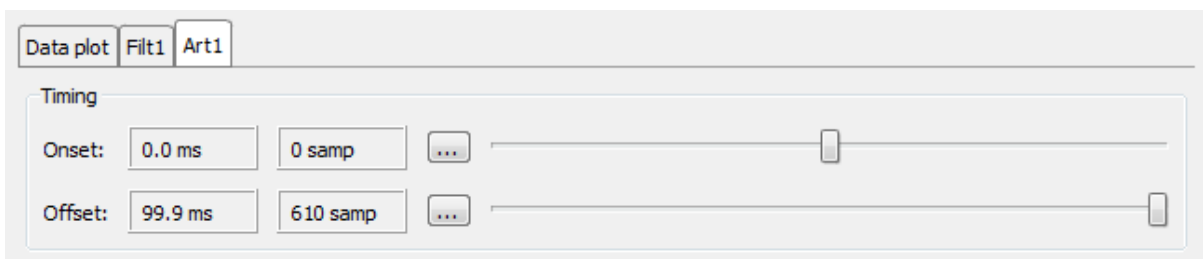 Data plot Filt1 Art1
Timing
Onset: 0.0 ms 0 samp ...
Offset: 99.9 ms 610 samp ...